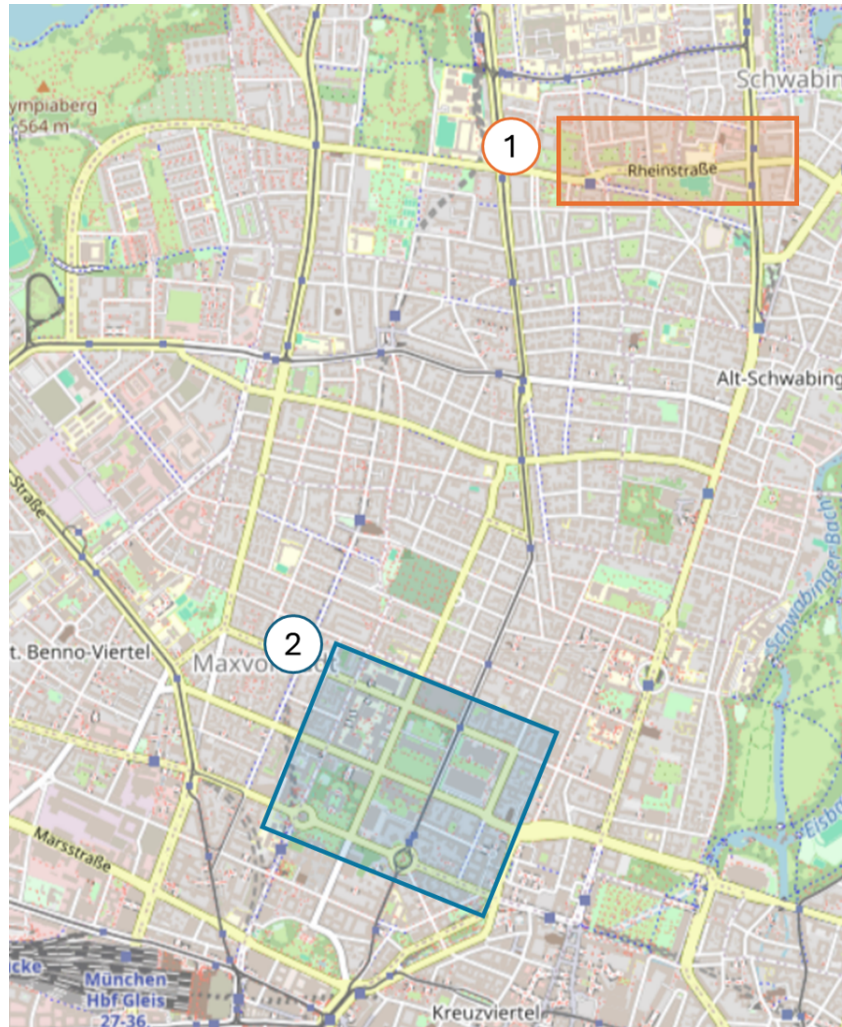 Schwabin
ympiaberg
564 m
1
Rheinstraße
Alt-Schwabing
Straße
Schwabinger Bach
2
t. Benno-Viertel
Maxvorstadt
Eisb
Marsstraße
cke
München
Hbf Gleis
27-36
Kreuzviertel